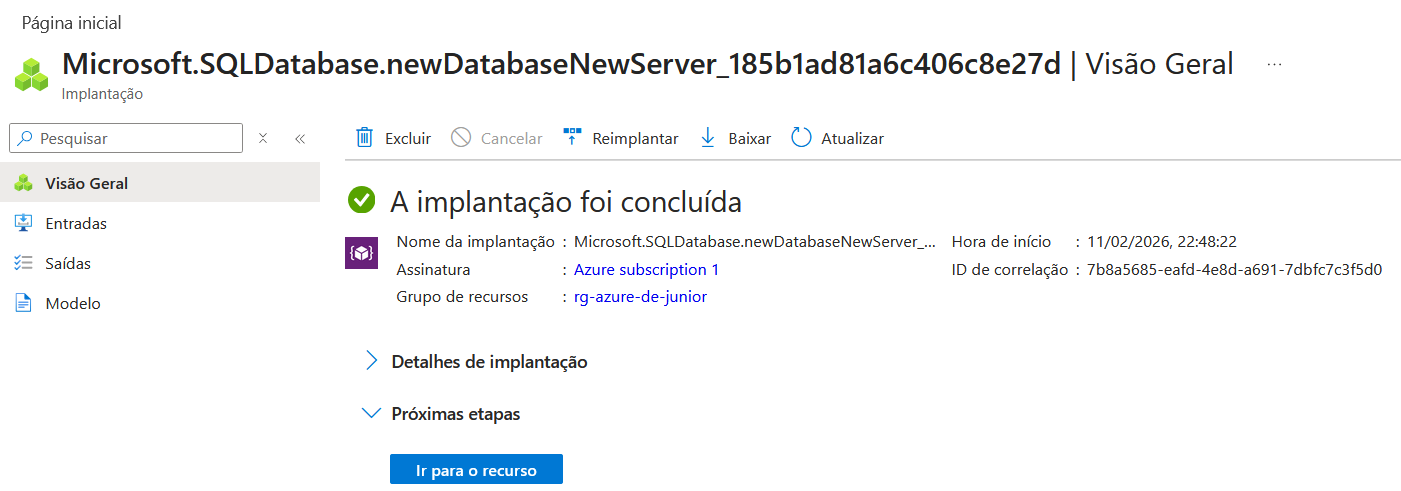 Página inicial
Microsoft.SQLDatabase.newDatabaseNewServer_185b1ad81a6c406c8e27d | Visão Geral ...
Implantação
Pesquisar
Excluir Cancelar Reimplantar Baixar Atualizar
Visão Geral
Entradas
Saídas
Modelo
A implantação foi concluída
Nome da implantação : Microsoft.SQLDatabase.newDatabaseNewServer_... Hora de início : 11/02/2026, 22:48:22
Assinatura : Azure subscription 1 ID de correlação : 7b8a5685-eafd-4e8d-a691-7dbfc7c3f5d0
Grupo de recursos : rg-azure-de-junior
Detalhes de implantação
Próximas etapas
Ir para o recurso